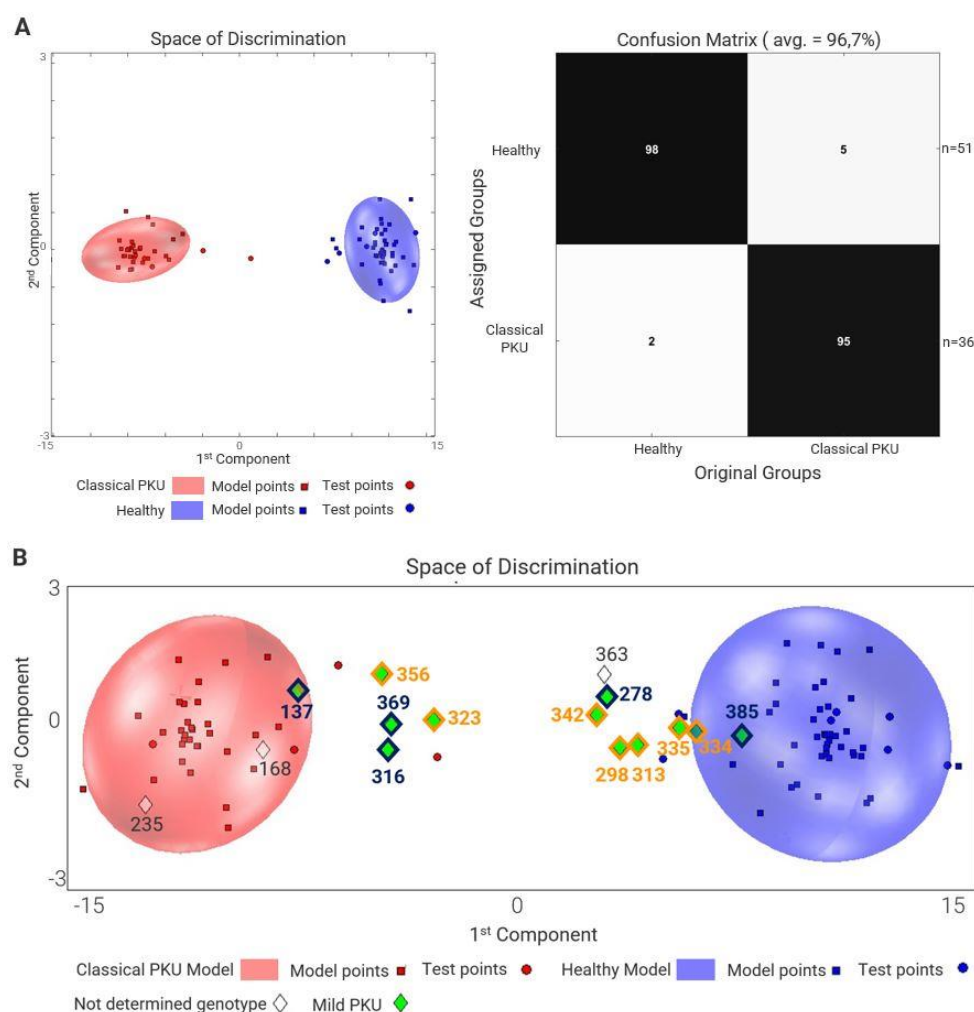 A
Space of Discrimination
3
0
-3
2nd Component
-15
0
15
1st Component
Classical PKU Model points Test points
Healthy Model points Test points
Confusion Matrix ( avg. = 96,7%)
Assigned Groups
Healthy
98
5
n=51
Classical
PKU
2
95
n=36
Healthy
Classical PKU
Original Groups
B
Space of Discrimination
3
0
-3
2nd Component
356
363
137
369
278
323
342
385
168
316
335
334
298
313
235
-15
0
15
1st Component
Classical PKU Model Model points Test points Healthy Model Model points Test points
Not determined genotype Mild PKU